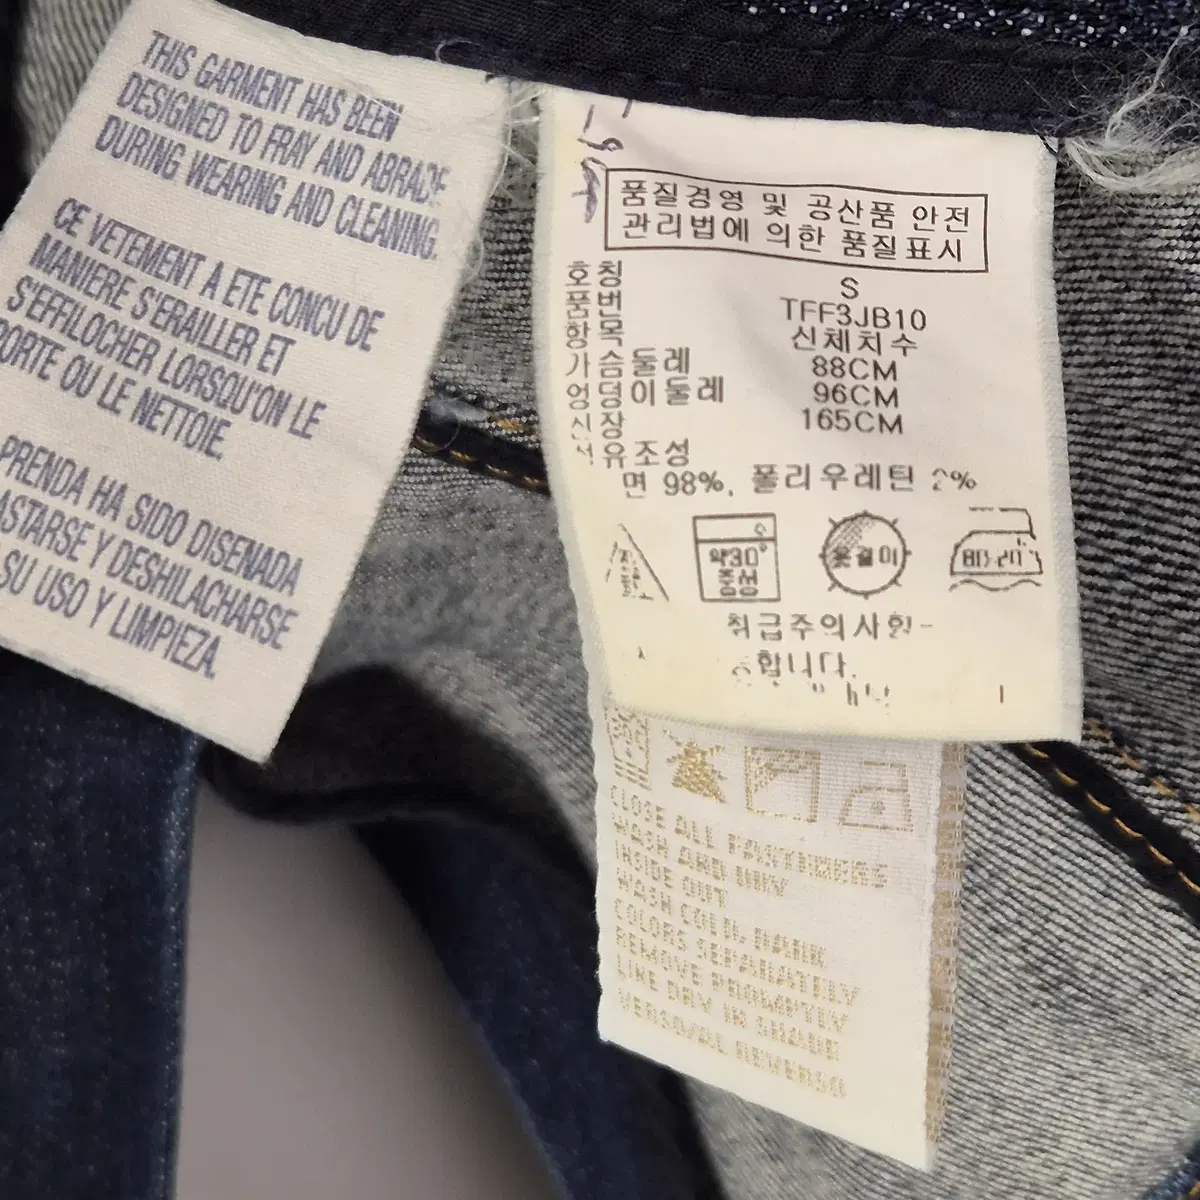 THIS GARMENT HAS BEEN
DESIGNED TO FRAY AND ABRADE
DURING WEARING AND CLEANING.
CE VETEMENT A ETE CONCU DE
MANIERE S'ERAILLER ET
S'EFFILOCHER LORSQU'ON LE
PORTE OU LE NETTOIE.
PRENDA HA SIDO DISENADA
Y DESHILACHARSE
SU USO Y LIMPIEZA.
품질경영 및 공산품 안전
관리법에 의한 품질표시
호칭 S
품번 TFF3JB10
항목 신체치수
가슴둘레 88CM
엉덩이둘레 96CM
신장 165CM
섬유조성
면 98%, 폴리우레틴 2%
약30°
중성
옷걸이
취급주의사항
CLOSE ALL FASTENERS
WASH AND DRY
INSIDE OUT
WASH COLD, DARK
COLORS SEPARATELY
REMOVE PROMPTLY
LINE DRY IN SHADE
VERSO/AL REVERSO